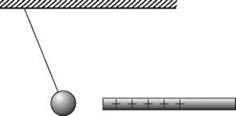 + + + + +